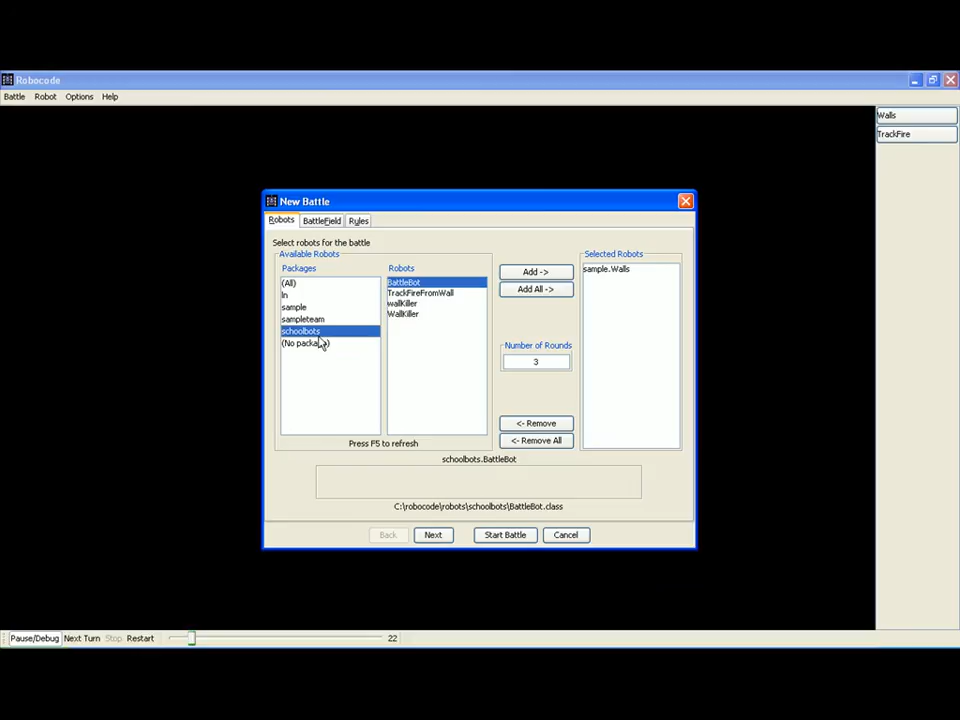 Robocode
Battle Robot Options Help
Walls
TrackFire
New Battle
Robots BattleField Rules
Select robots for the battle
Available Robots
Packages
(All)
ln
sample
sampleteam
schoolbots
(No package)
Robots
BattleBot
TrackFireFromWall
wallKiller
WallKiller
Press F5 to refresh
Add ->
Add All ->
Number of Rounds
3
<- Remove
<- Remove All
Selected Robots
sample.Walls
schoolbots.BattleBot
C:\robocode\robots\schoolbots\BattleBot.class
Back Next Start Battle Cancel
Pause/Debug Next Turn Stop Restart 22